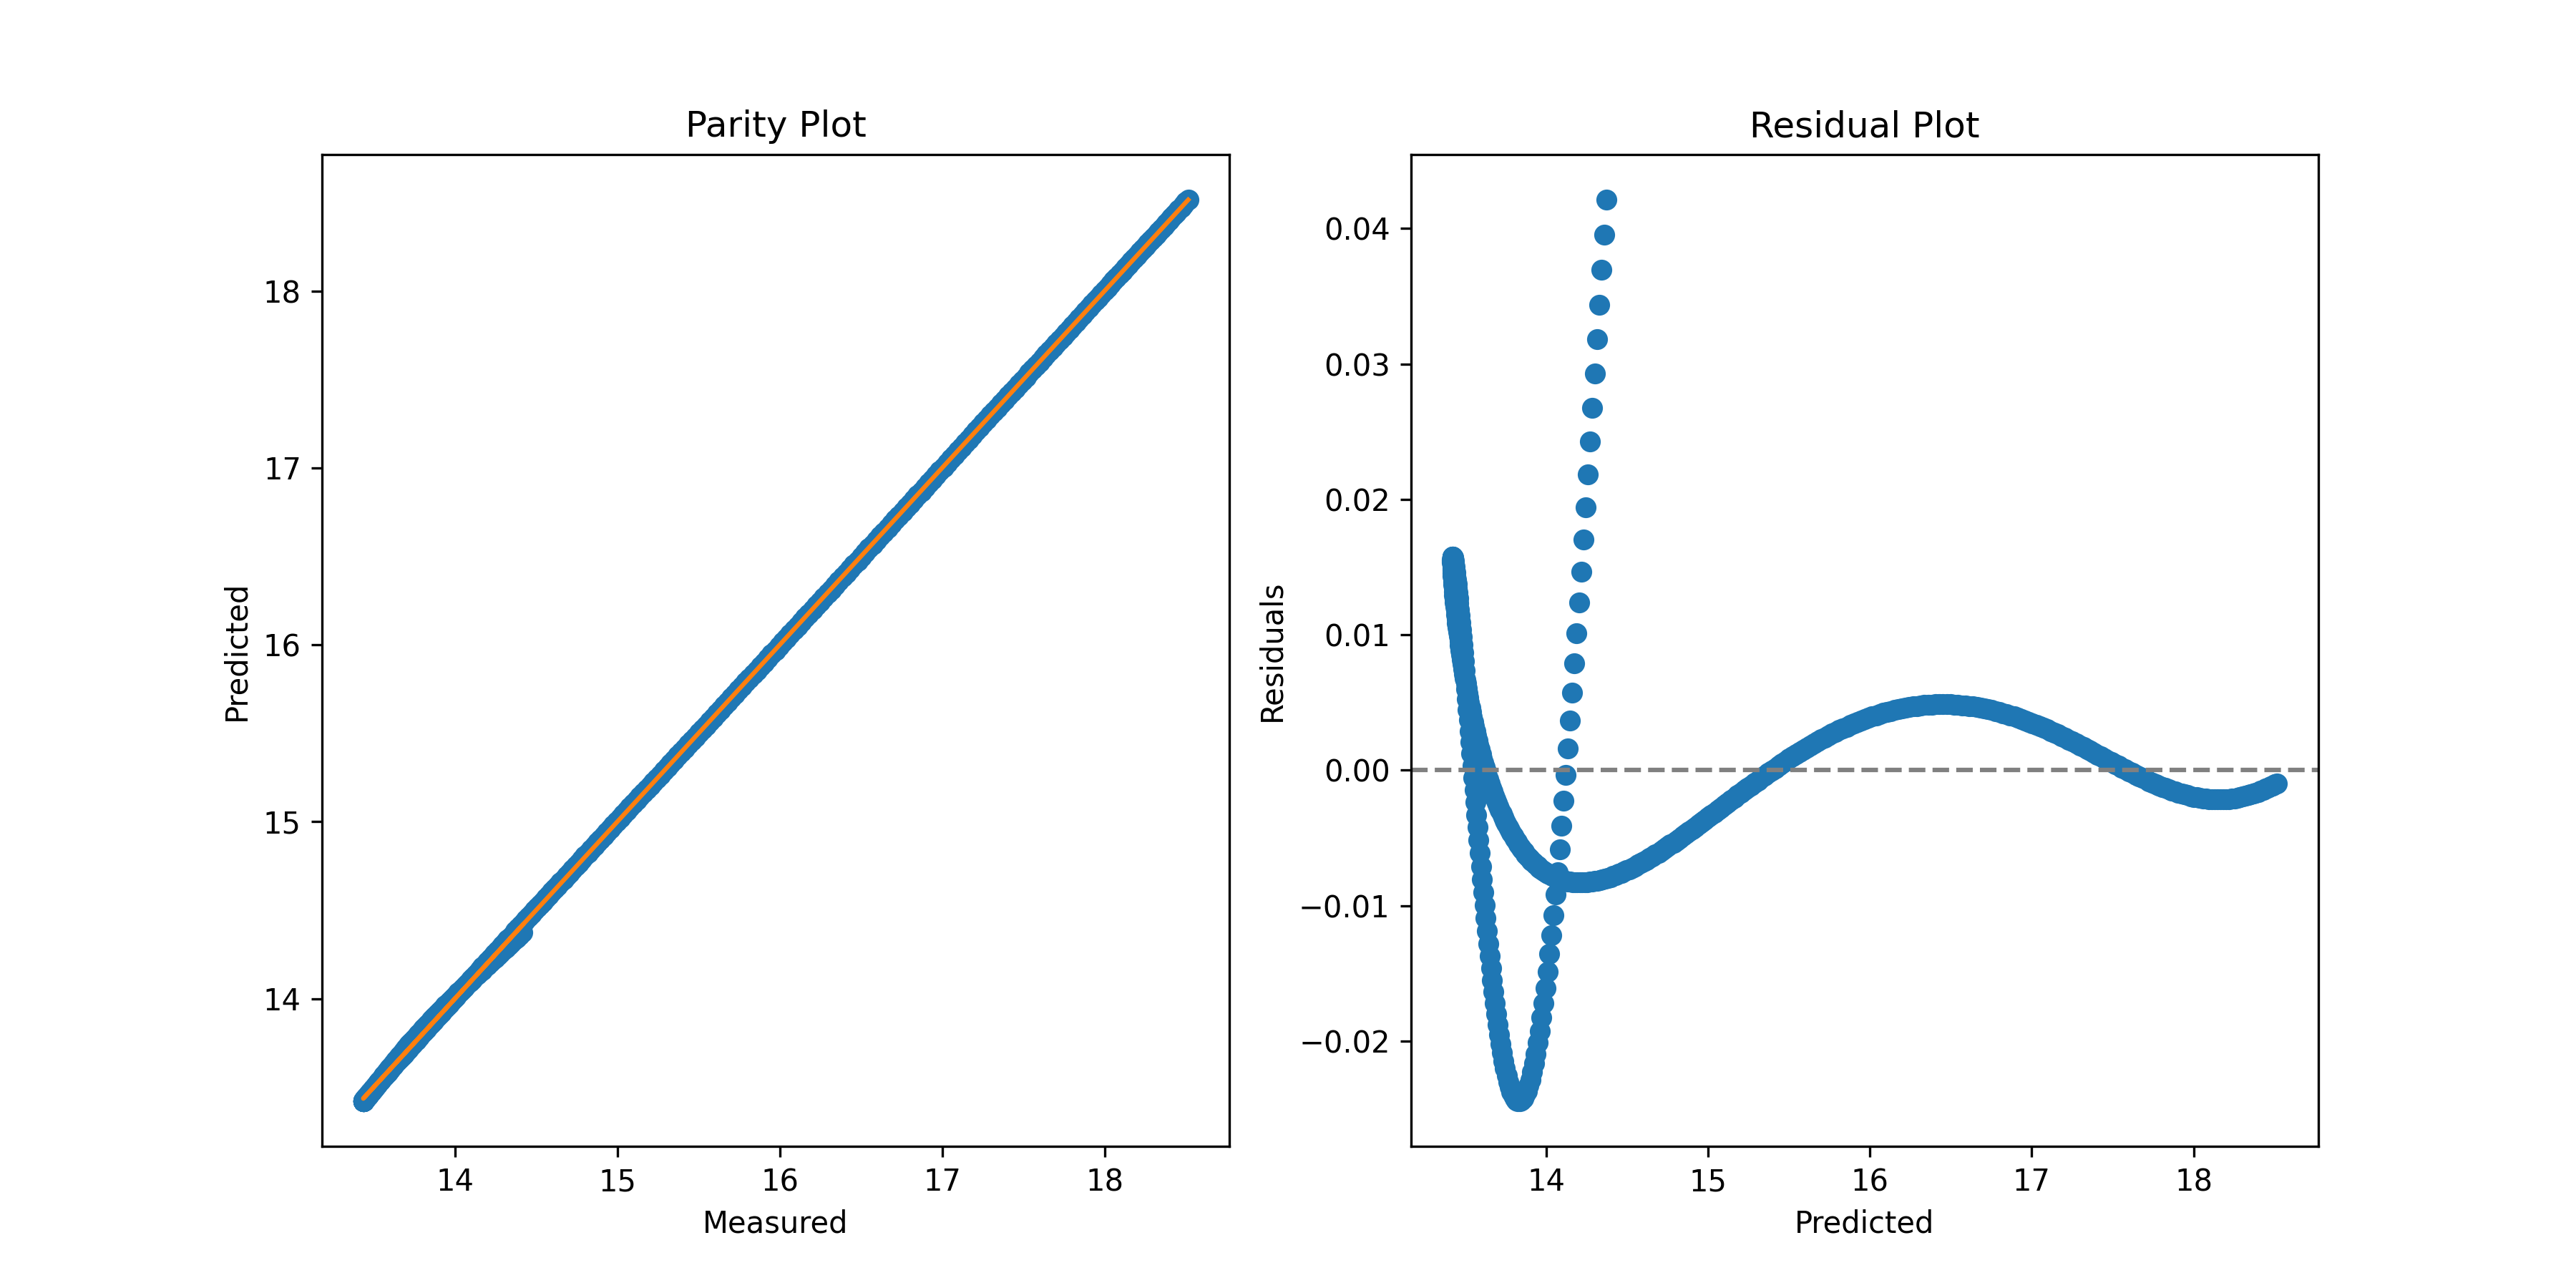 Parity Plot
18
17
16
15
14
Predicted
14 15 16 17 18
Measured
Residual Plot
0.04
0.03
0.02
0.01
0.00
−0.01
−0.02
Residuals
14 15 16 17 18
Predicted